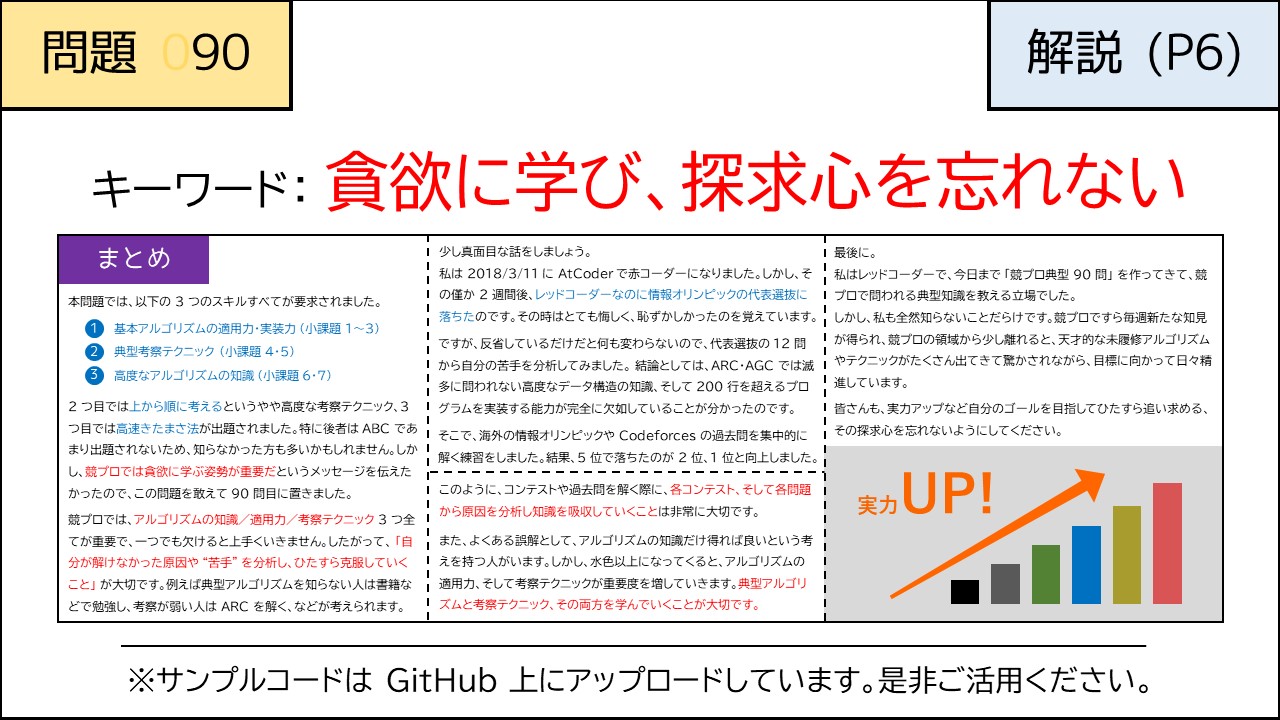 問題 090
解説 (P6)
キーワード: 貪欲に学び、探求心を忘れない
まとめ
本問題では、以下の 3 つのスキルすべてが要求されました。
1 基本アルゴリズムの適用力・実装力 (小課題 1~3)
2 典型考察テクニック (小課題 4・5)
3 高度なアルゴリズムの知識 (小課題 6・7)
2 つ目では上から順に考えるというやや高度な考察テクニック、3
つ目では高速きたまさ法が出題されました。特に後者は ABC であ
まり出題されないため、知らなかった方も多いかもしれません。しか
し、競プロでは貪欲に学ぶ姿勢が重要だというメッセージを伝えた
かったので、この問題を敢えて 90 問目に置きました。
競プロでは、アルゴリズムの知識/適用力/考察テクニック 3 つ全
てが重要で、一つでも欠けると上手くいきません。したがって、「自
分が解けなかった原因や “苦手” を分析し、ひたすら克服していく
こと」 が大切です。例えば典型アルゴリズムを知らない人は書籍な
どで勉強し、考察が弱い人は ARC を解く、などが考えられます。
少し真面目な話をしましょう。
私は 2018/3/11 に AtCoder で赤コーダーになりました。しかし、そ
の僅か 2 週間後、レッドコーダーなのに情報オリンピックの代表選抜に
落ちたのです。その時はとても悔しく、恥ずかしかったのを覚えています。
ですが、反省しているだけだと何も変わらないので、代表選抜の 12 問
から自分の苦手を分析してみました。 結論としては、ARC・AGC では滅
多に問われない高度なデータ構造の知識、そして 200 行を超えるプロ
グラムを実装する能力が完全に欠如していることが分かったのです。
そこで、海外の情報オリンピックや Codeforces の過去問を集中的に
解く練習をしました。結果、5 位で落ちたのが 2 位、1 位と向上しました。
このように、コンテストや過去問を解く際に、各コンテスト、そして各問題
から原因を分析し知識を吸収していくことは非常に大切です。
また、よくある誤解として、アルゴリズムの知識だけ得れば良いという考
えを持つ人がいます。しかし、水色以上になってくると、アルゴリズムの
適用力、そして考察テクニックが重要度を増していきます。典型アルゴリ
ズムと考察テクニック、その両方を学んでいくことが大切です。
最後に。
私はレッドコーダーで、今日まで 「競プロ典型 90 問」 を作ってきて、競
プロで問われる典型知識を教える立場でした。
しかし、私も全然知らないことだらけです。競プロですら毎週新たな知見
が得られ、競プロの領域から少し離れると、天才的な未履修アルゴリズム
やテクニックがたくさん出てきて驚かされながら、目標に向かって日々精
進しています。
皆さんも、実力アップなど自分のゴールを目指してひたすら追い求める、
その探求心を忘れないようにしてください。
実力UP!
※サンプルコードは GitHub 上にアップロードしています。是非ご活用ください。